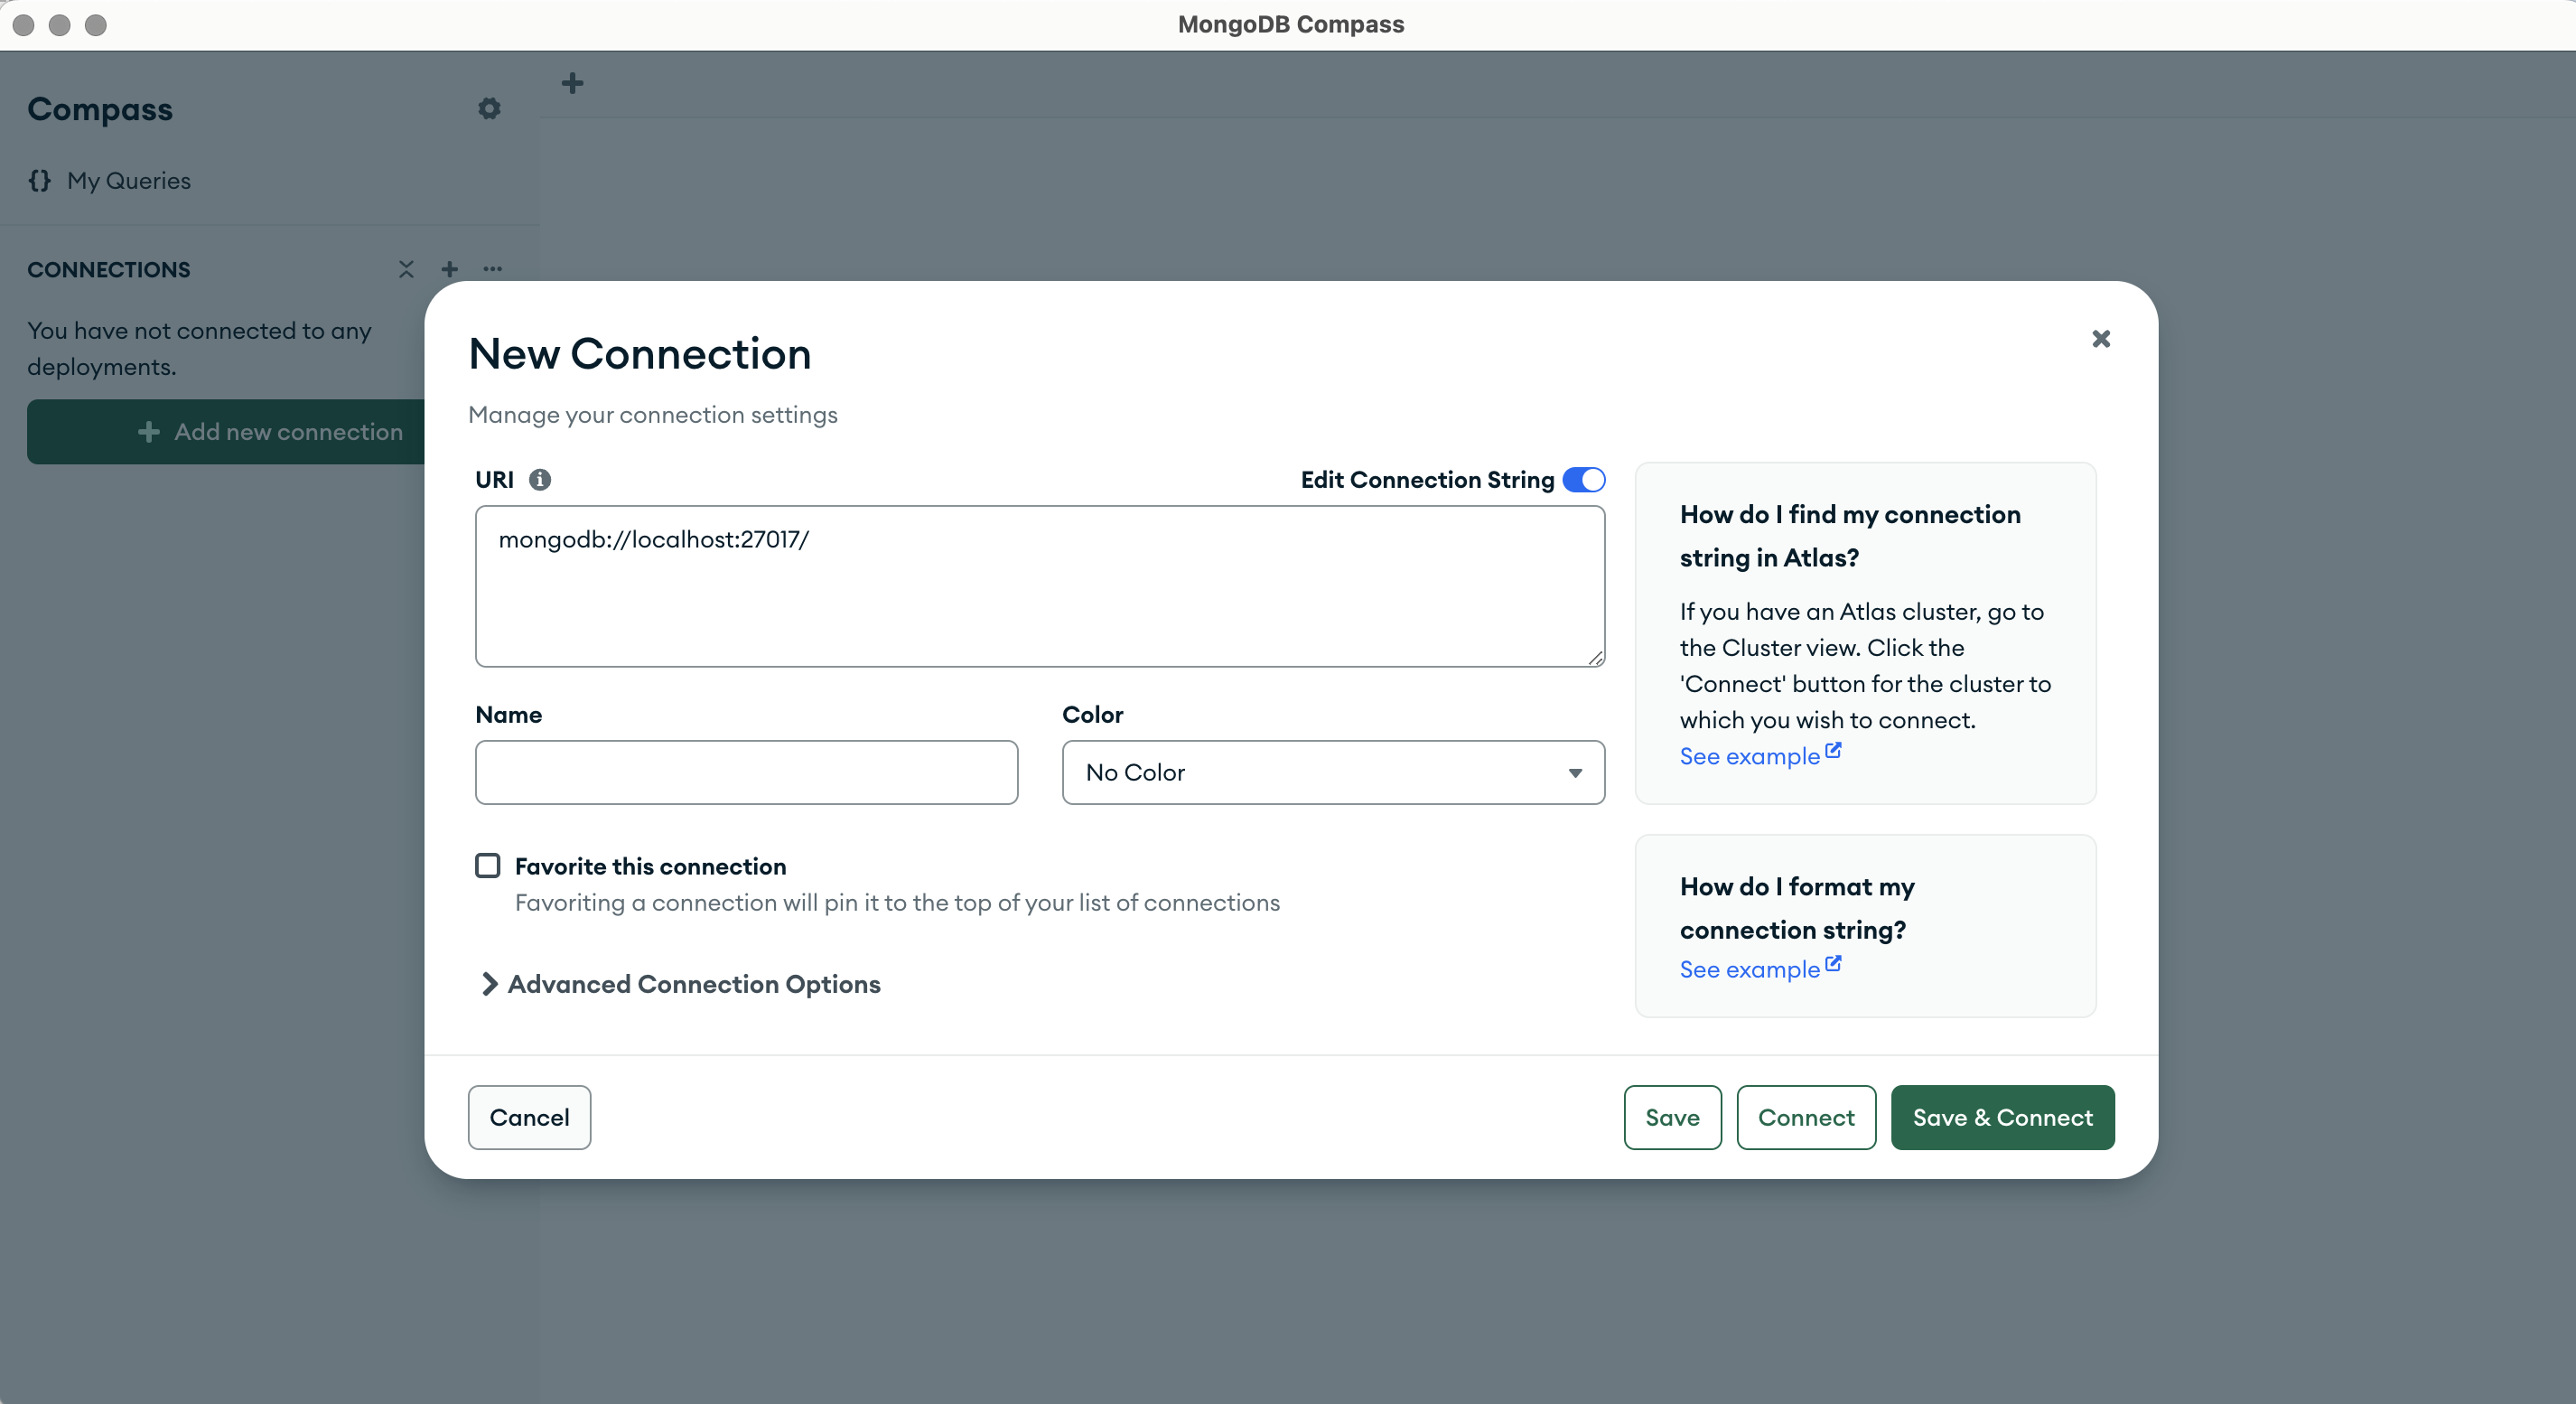 MongoDB Compass
Compass
{} My Queries
CONNECTIONS
You have not connected to any
deployments.
Add new connection
New Connection
Manage your connection settings
URI
Edit Connection String
mongodb://localhost:27017/
Name
Color
No Color
Favorite this connection
Favoriting a connection will pin it to the top of your list of connections
Advanced Connection Options
How do I find my connection
string in Atlas?
If you have an Atlas cluster, go to
the Cluster view. Click the
'Connect' button for the cluster to
which you wish to connect.
See example
How do I format my
connection string?
See example
Cancel
Save
Connect
Save & Connect